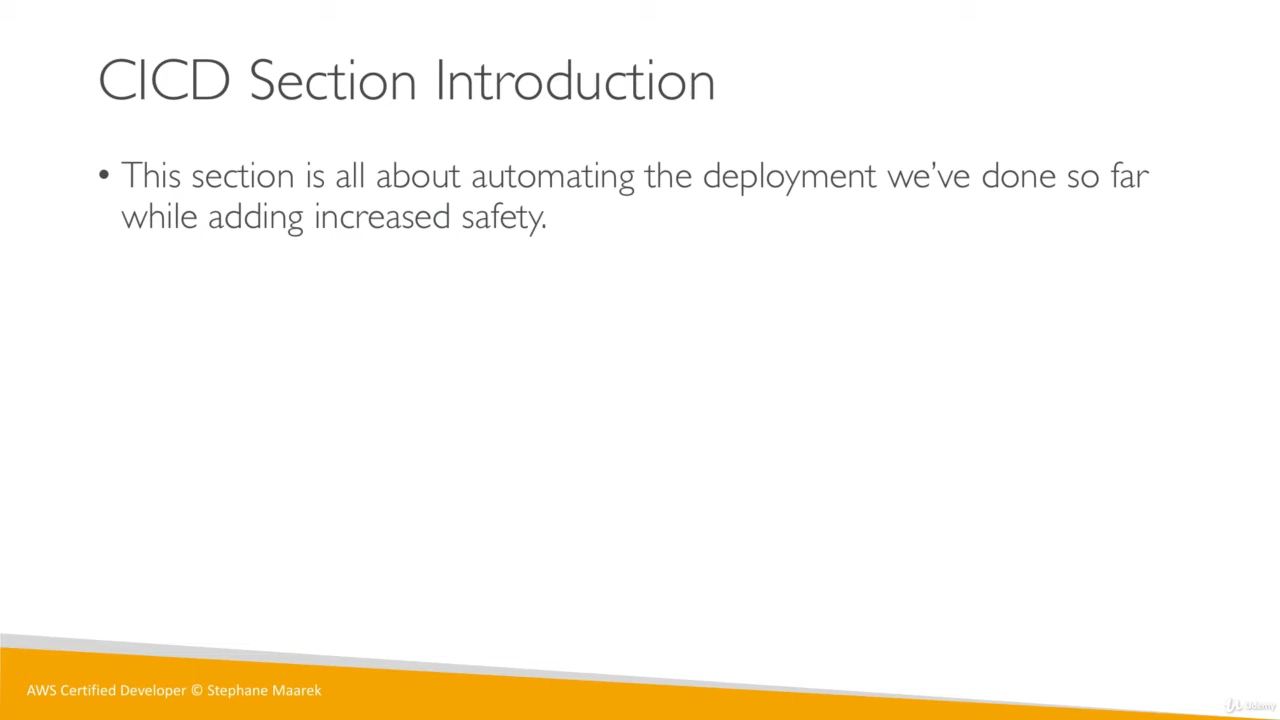 CICD Section Introduction
• This section is all about automating the deployment we’ve done so far
while adding increased safety.
AWS Certified Developer © Stephane Maarek
Udemy